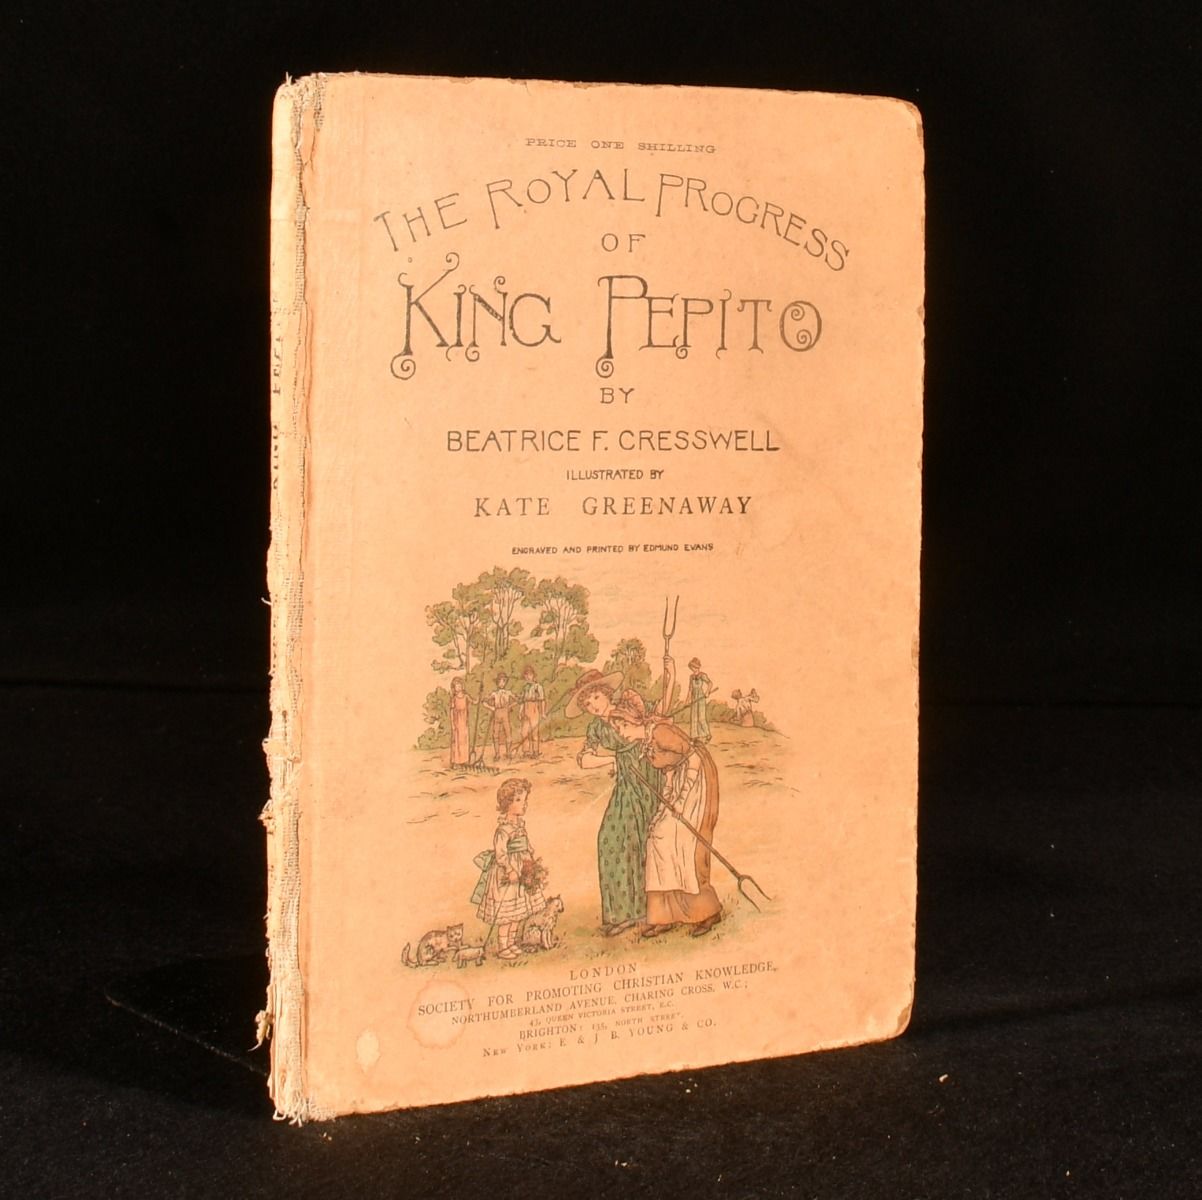 PRICE ONE SHILLING
THE ROYAL PROGRESS
OF
KING PEPITO
BY
BEATRICE F. CRESSWELL
ILLUSTRATED BY
KATE GREENAWAY
ENGRAVED AND PRINTED BY EDMUND EVANS
LONDON
SOCIETY FOR PROMOTING CHRISTIAN KNOWLEDGE,
NORTHUMBERLAND AVENUE, CHARING CROSS, W.C.;
43, QUEEN VICTORIA STREET, E.C.
BRIGHTON: 135, NORTH STREET.
NEW YORK: E & J B. YOUNG & CO.